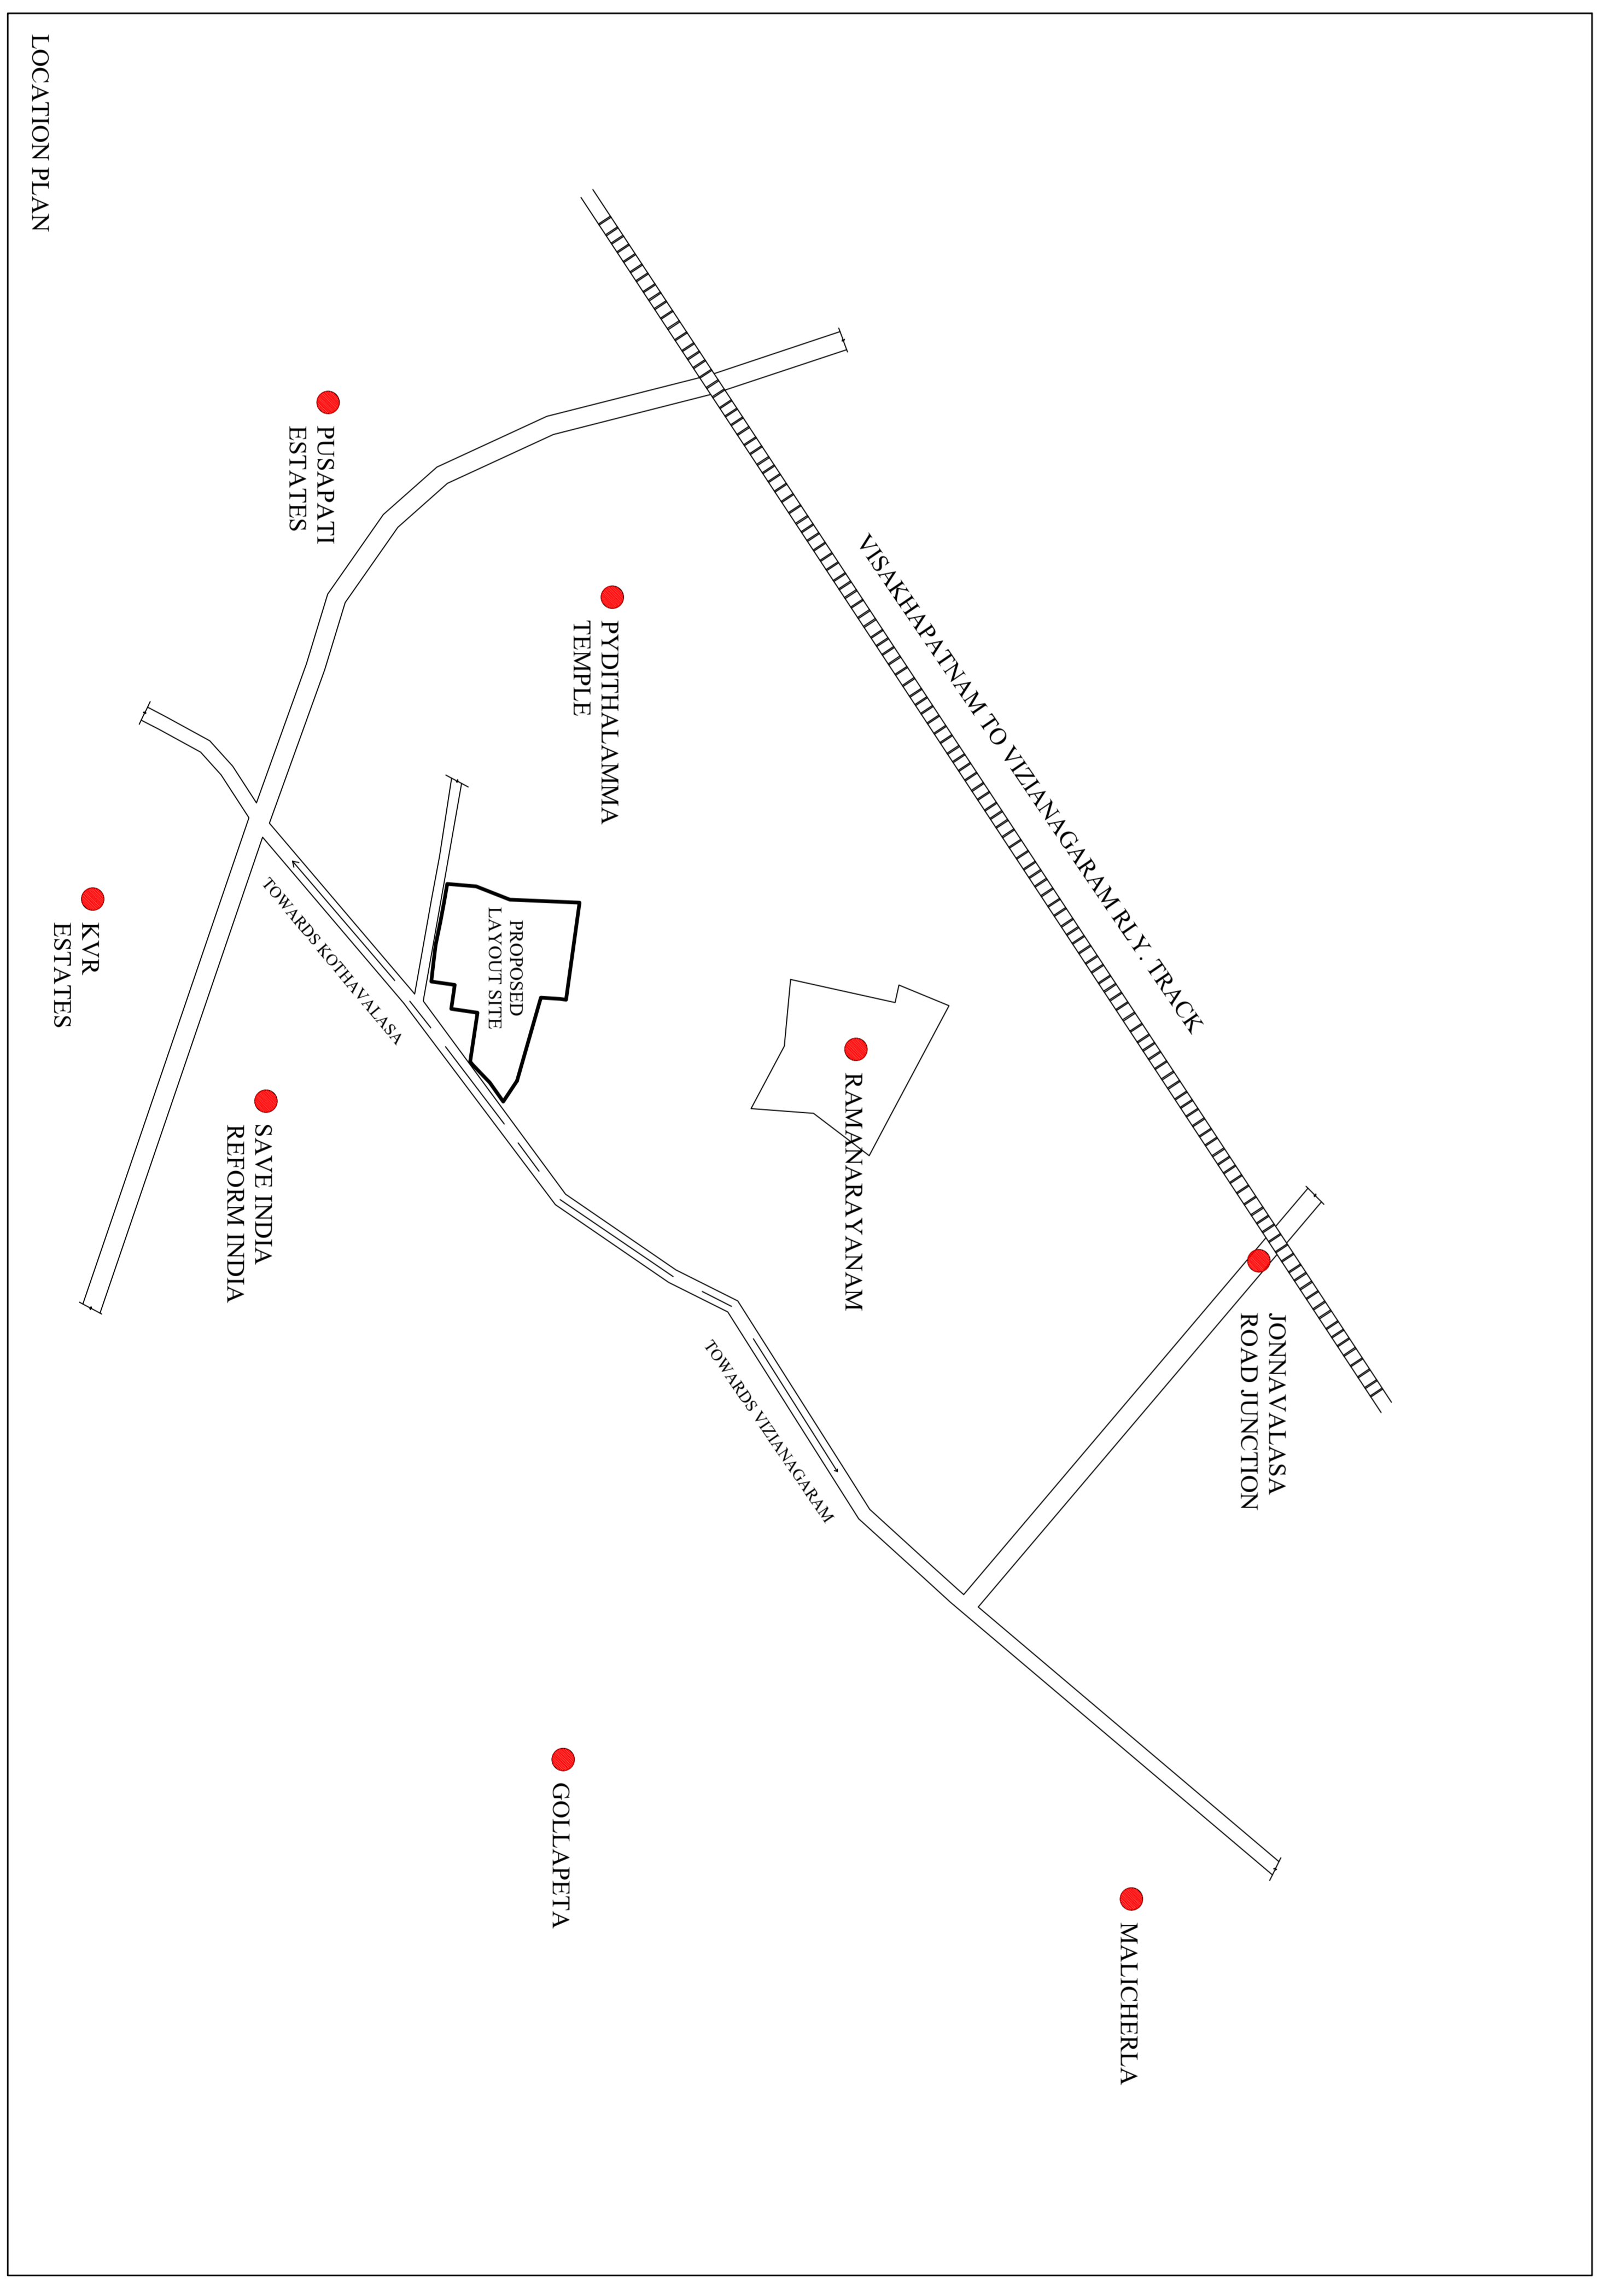 LOCATION PLAN
VISAKHAPATNAM TO VIZIANAGARAM RLY. TRACK
JONNAVALASA
ROAD JUNCTION
MALICHERLA
RAMANARAYANAM
PYDITHALAMMA
TEMPLE
PROPOSED
LAYOUT SITE
TOWARDS VIZIANAGARAM
GOLLAPETA
PUSAPATI
ESTATES
TOWARDS KOTHAVALASA
SAVE INDIA
REFORM INDIA
KVR
ESTATES